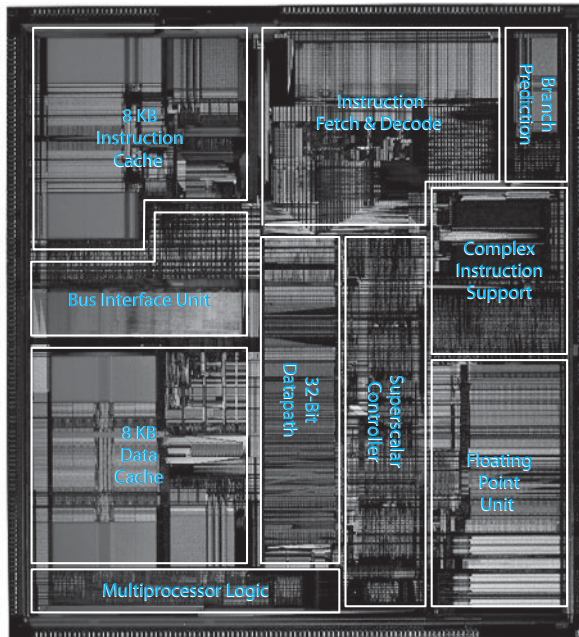 8 KB
Instruction
Cache
Instruction
Fetch & Decode
Branch
Prediction
Bus Interface Unit
Complex
Instruction
Support
8 KB
Data
Cache
32-Bit
Datapath
Superscalar
Controller
Floating
Point
Unit
Multiprocessor Logic